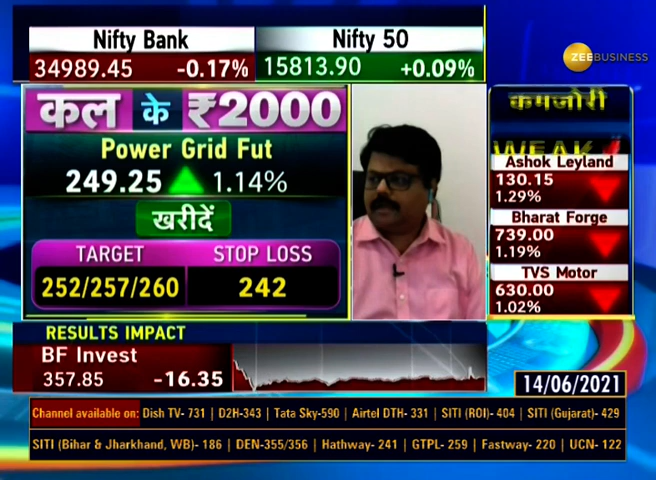 Nifty Bank
34989.45 -0.17%
Nifty 50
15813.90 +0.09%
ZEE BUSINESS
कल के ₹2000
Power Grid Fut
249.25 1.14%
खरीदें
TARGET STOP LOSS
252/257/260 242
कमजोरी
WEAK
Ashok Leyland
130.15
1.29%
Bharat Forge
739.00
1.19%
TVS Motor
630.00
1.02%
RESULTS IMPACT
BF Invest
357.85 -16.35
14/06/2021
Channel available on: Dish TV- 731 | D2H-343 | Tata Sky-590 | Airtel DTH- 331 | SITI (ROI)- 404 | SITI (Gujarat)- 429
SITI (Bihar & Jharkhand, WB)- 186 | DEN-355/356 | Hathway- 241 | GTPL- 259 | Fastway- 220 | UCN- 122